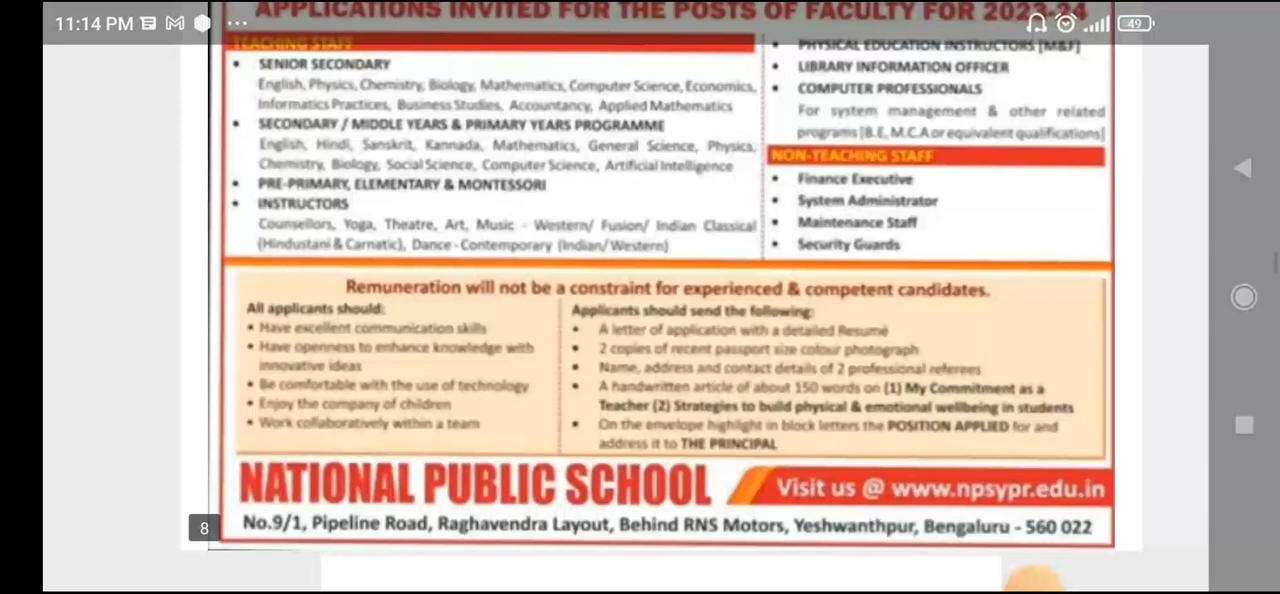 11:14 PM
49
APPLICATIONS INVITED FOR THE POSTS OF FACULTY FOR 2023-24
TEACHING STAFF
• SENIOR SECONDARY
English, Physics, Chemistry, Biology, Mathematics, Computer Science, Economics,
Informatics Practices, Business Studies, Accountancy, Applied Mathematics
• SECONDARY / MIDDLE YEARS & PRIMARY YEARS PROGRAMME
English, Hindi, Sanskrit, Kannada, Mathematics, General Science, Physics,
Chemistry, Biology, Social Science, Computer Science, Artificial Intelligence
• PRE-PRIMARY, ELEMENTARY & MONTESSORI
• INSTRUCTORS
Counsellors, Yoga, Theatre, Art, Music - Western/ Fusion/ Indian Classical
(Hindustani & Carnatic), Dance - Contemporary (Indian/Western)
• PHYSICAL EDUCATION INSTRUCTORS [M&F]
• LIBRARY INFORMATION OFFICER
• COMPUTER PROFESSIONALS
For system management & other related
programs [B.E, M.C.A or equivalent qualifications]
NON-TEACHING STAFF
• Finance Executive
• System Administrator
• Maintenance Staff
• Security Guards
Remuneration will not be a constraint for experienced & competent candidates.
All applicants should:
• Have excellent communication skills
• Have openness to enhance knowledge with
innovative ideas
• Be comfortable with the use of technology
• Enjoy the company of children
• Work collaboratively within a team
Applicants should send the following:
• A letter of application with a detailed Resumé
• 2 copies of recent passport size colour photograph
• Name, address and contact details of 2 professional referees
• A handwritten article of about 150 words on (1) My Commitment as a
Teacher (2) Strategies to build physical & emotional wellbeing in students
• On the envelope highlight in block letters the POSITION APPLIED for and
address it to THE PRINCIPAL
NATIONAL PUBLIC SCHOOL
Visit us @ www.npsypr.edu.in
8
No.9/1, Pipeline Road, Raghavendra Layout, Behind RNS Motors, Yeshwanthpur, Bengaluru - 560 022